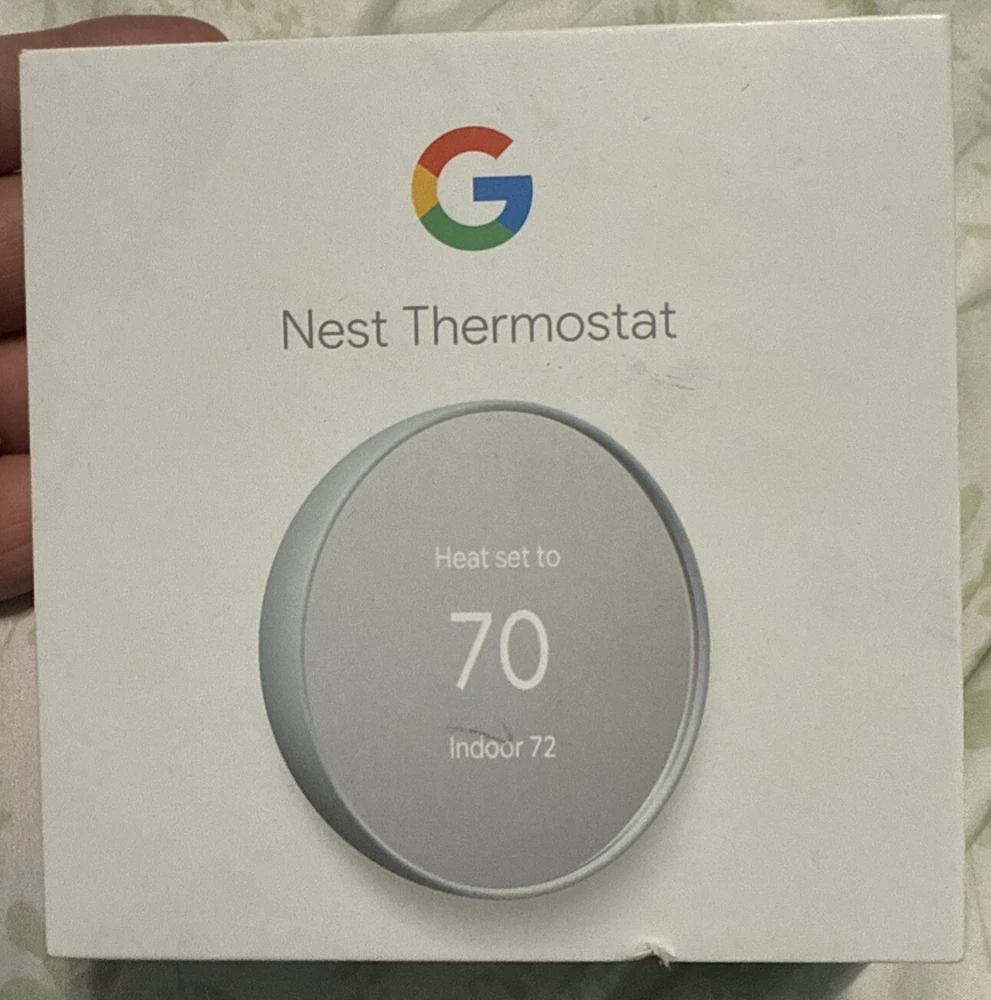 Nest Thermostat
Heat set to
70
Indoor 72